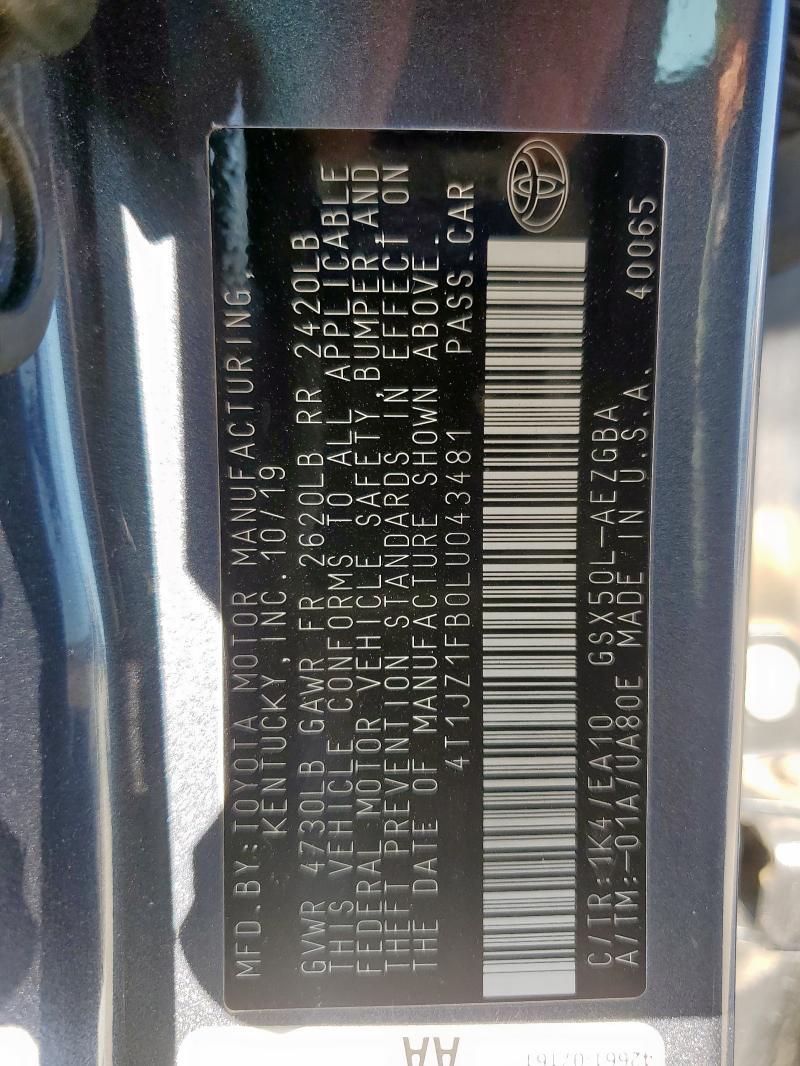 MFD.BY:TOYOTA MOTOR MANUFACTURING,
KENTUCKY,INC.10/19
GVWR 4730LB GAWR FR 2620LB RR 2420LB
THIS VEHICLE CONFORMS TO ALL APPLICABLE
FEDERAL MOTOR VEHICLE SAFETY,BUMPER,AND
THEFT PREVENTION STANDARDS IN EFFECT ON
THE DATE OF MANUFACTURE SHOWN ABOVE.
4T1JZ1FB0LU043481 PASS.CAR
C/TR:1K4/EA10 GSX50L-AEZGBA
A/TM:-01A/UA80E MADE IN U.S.A. 40065
AA
42661-07161